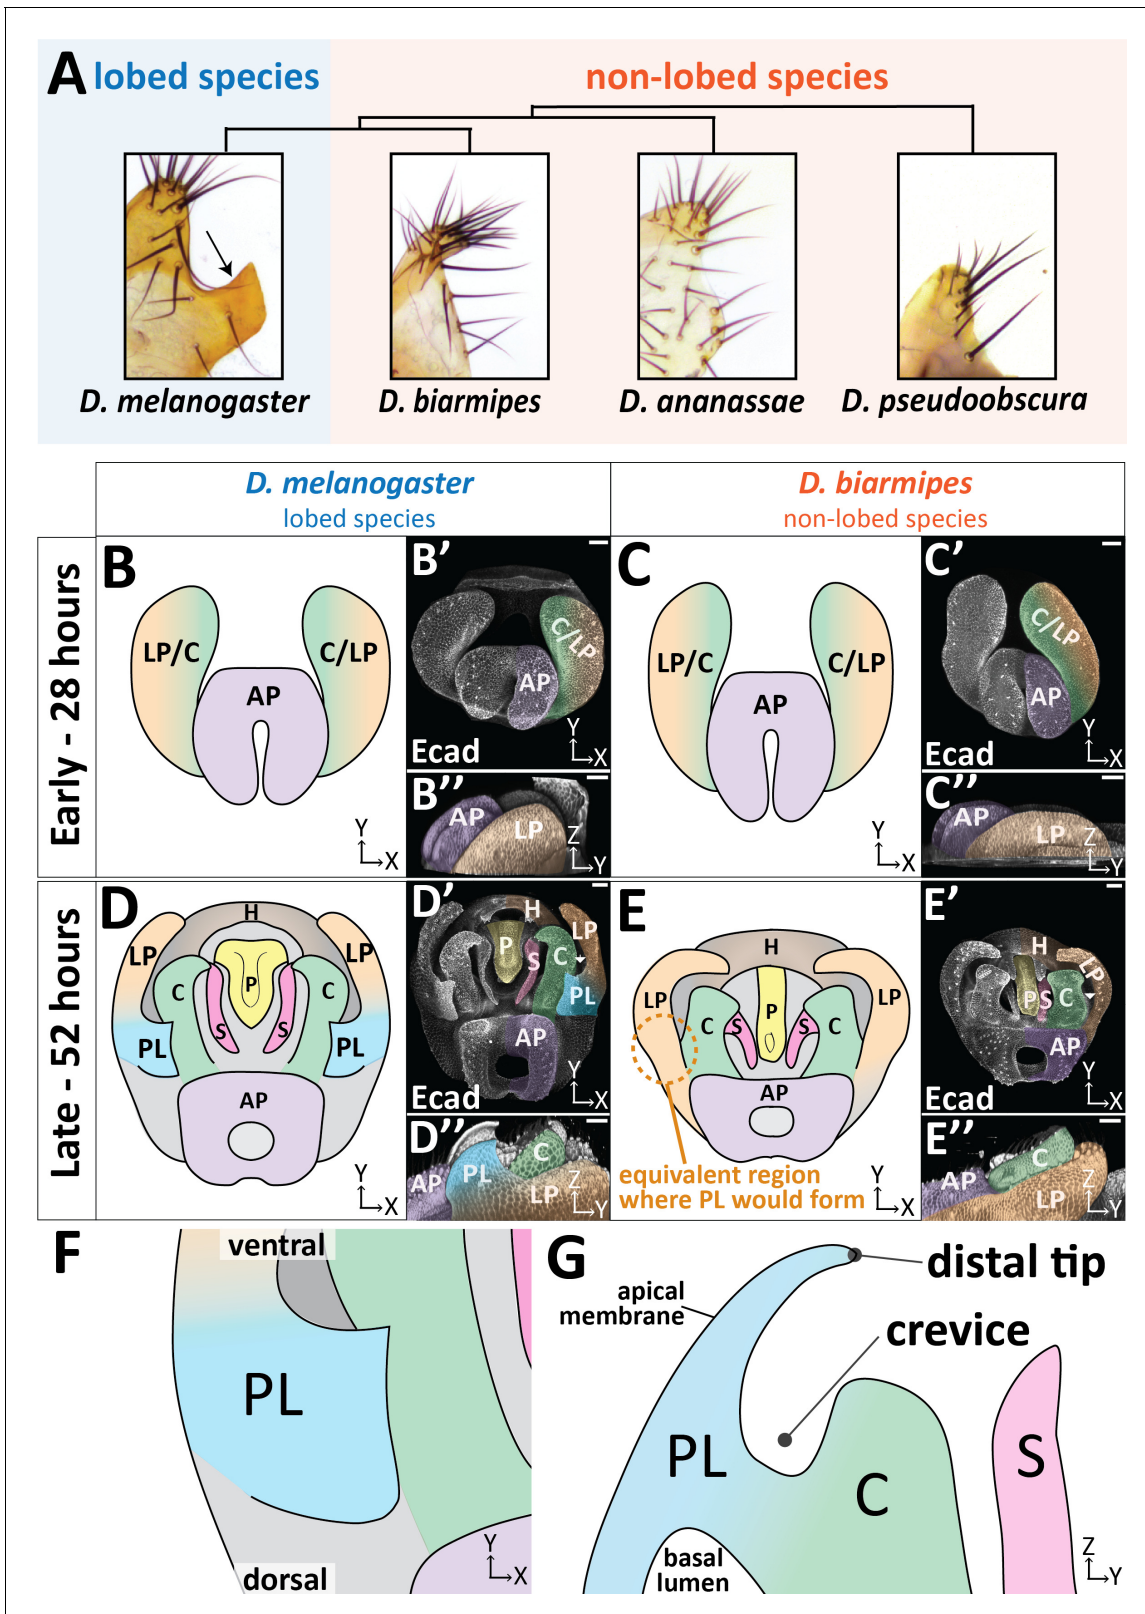 A lobed species non-lobed species
D. melanogaster D. biarmipes D. ananassae D. pseudoobscura
D. melanogaster
lobed species
D. biarmipes
non-lobed species
Early - 28 hours
B
LP/C C/LP
AP
Y
X
B’
C/LP
AP
Ecad
Y
X
B’’
AP
LP
Z
Y
C
LP/C C/LP
AP
Y
X
C’
C/LP
AP
Ecad
Y
X
C’’
AP
LP
Z
Y
Late - 52 hours
D
H
LP LP
C P C
S S
PL PL
AP
Y
X
D’
H
LP
P
S C
PL
AP
Ecad
Y
X
D’’
C
PL
AP
LP
Z
Y
E
H
LP LP
C S P S C
AP
equivalent region
where PL would form
Y
X
E’
H
LP
P S C
AP
Ecad
Y
X
E’’
C
AP
LP
Z
Y
F
ventral
PL
dorsal
Y
X
G
distal tip
apical
membrane
crevice
PL
C
S
basal
lumen
Z
Y